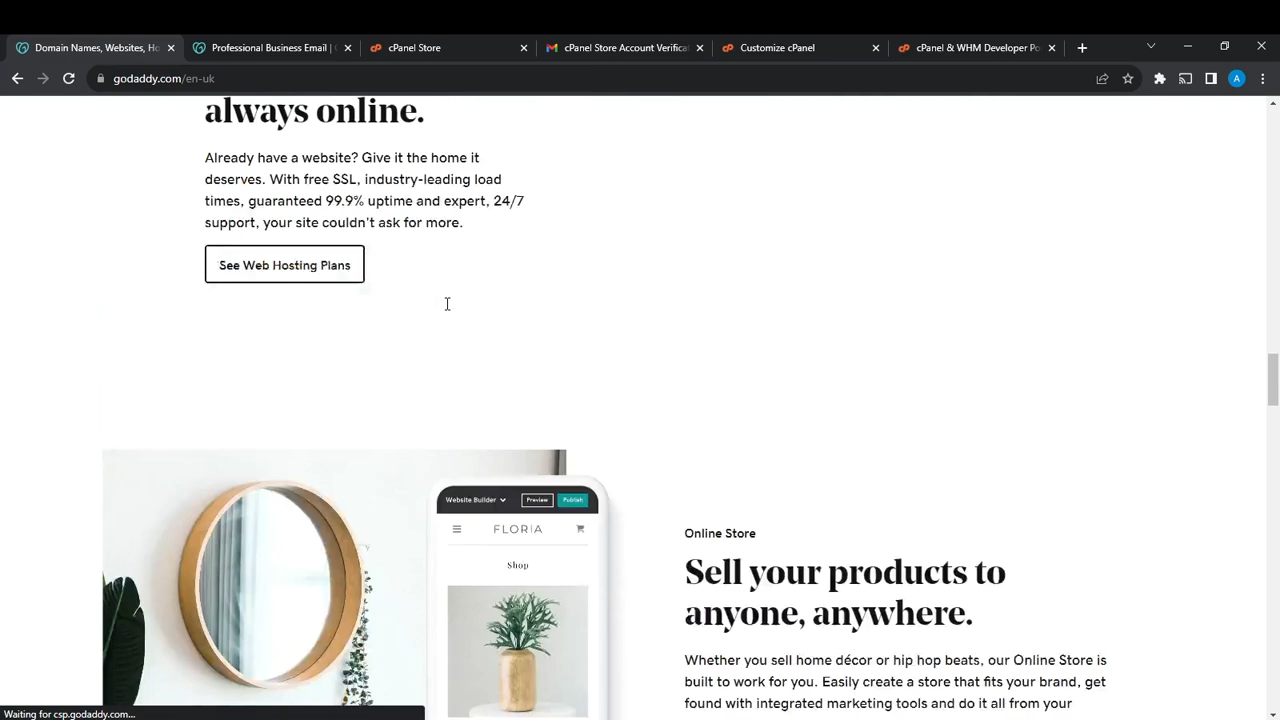 Domain Names, Websites, Ho
Professional Business Email |
cPanel Store
cPanel Store Account Verifica
Customize cPanel
cPanel & WHM Developer Po
godaddy.com/en-uk
A
always online.
Already have a website? Give it the home it
deserves. With free SSL, industry-leading load
times, guaranteed 99.9% uptime and expert, 24/7
support, your site couldn't ask for more.
See Web Hosting Plans
Website Builder
Preview
Publish
FLORIA
Shop
Online Store
Sell your products to
anyone, anywhere.
Whether you sell home décor or hip hop beats, our Online Store is
built to work for you. Easily create a store that fits your brand, get
found with integrated marketing tools and do it all from your
Waiting for csp.godaddy.com...